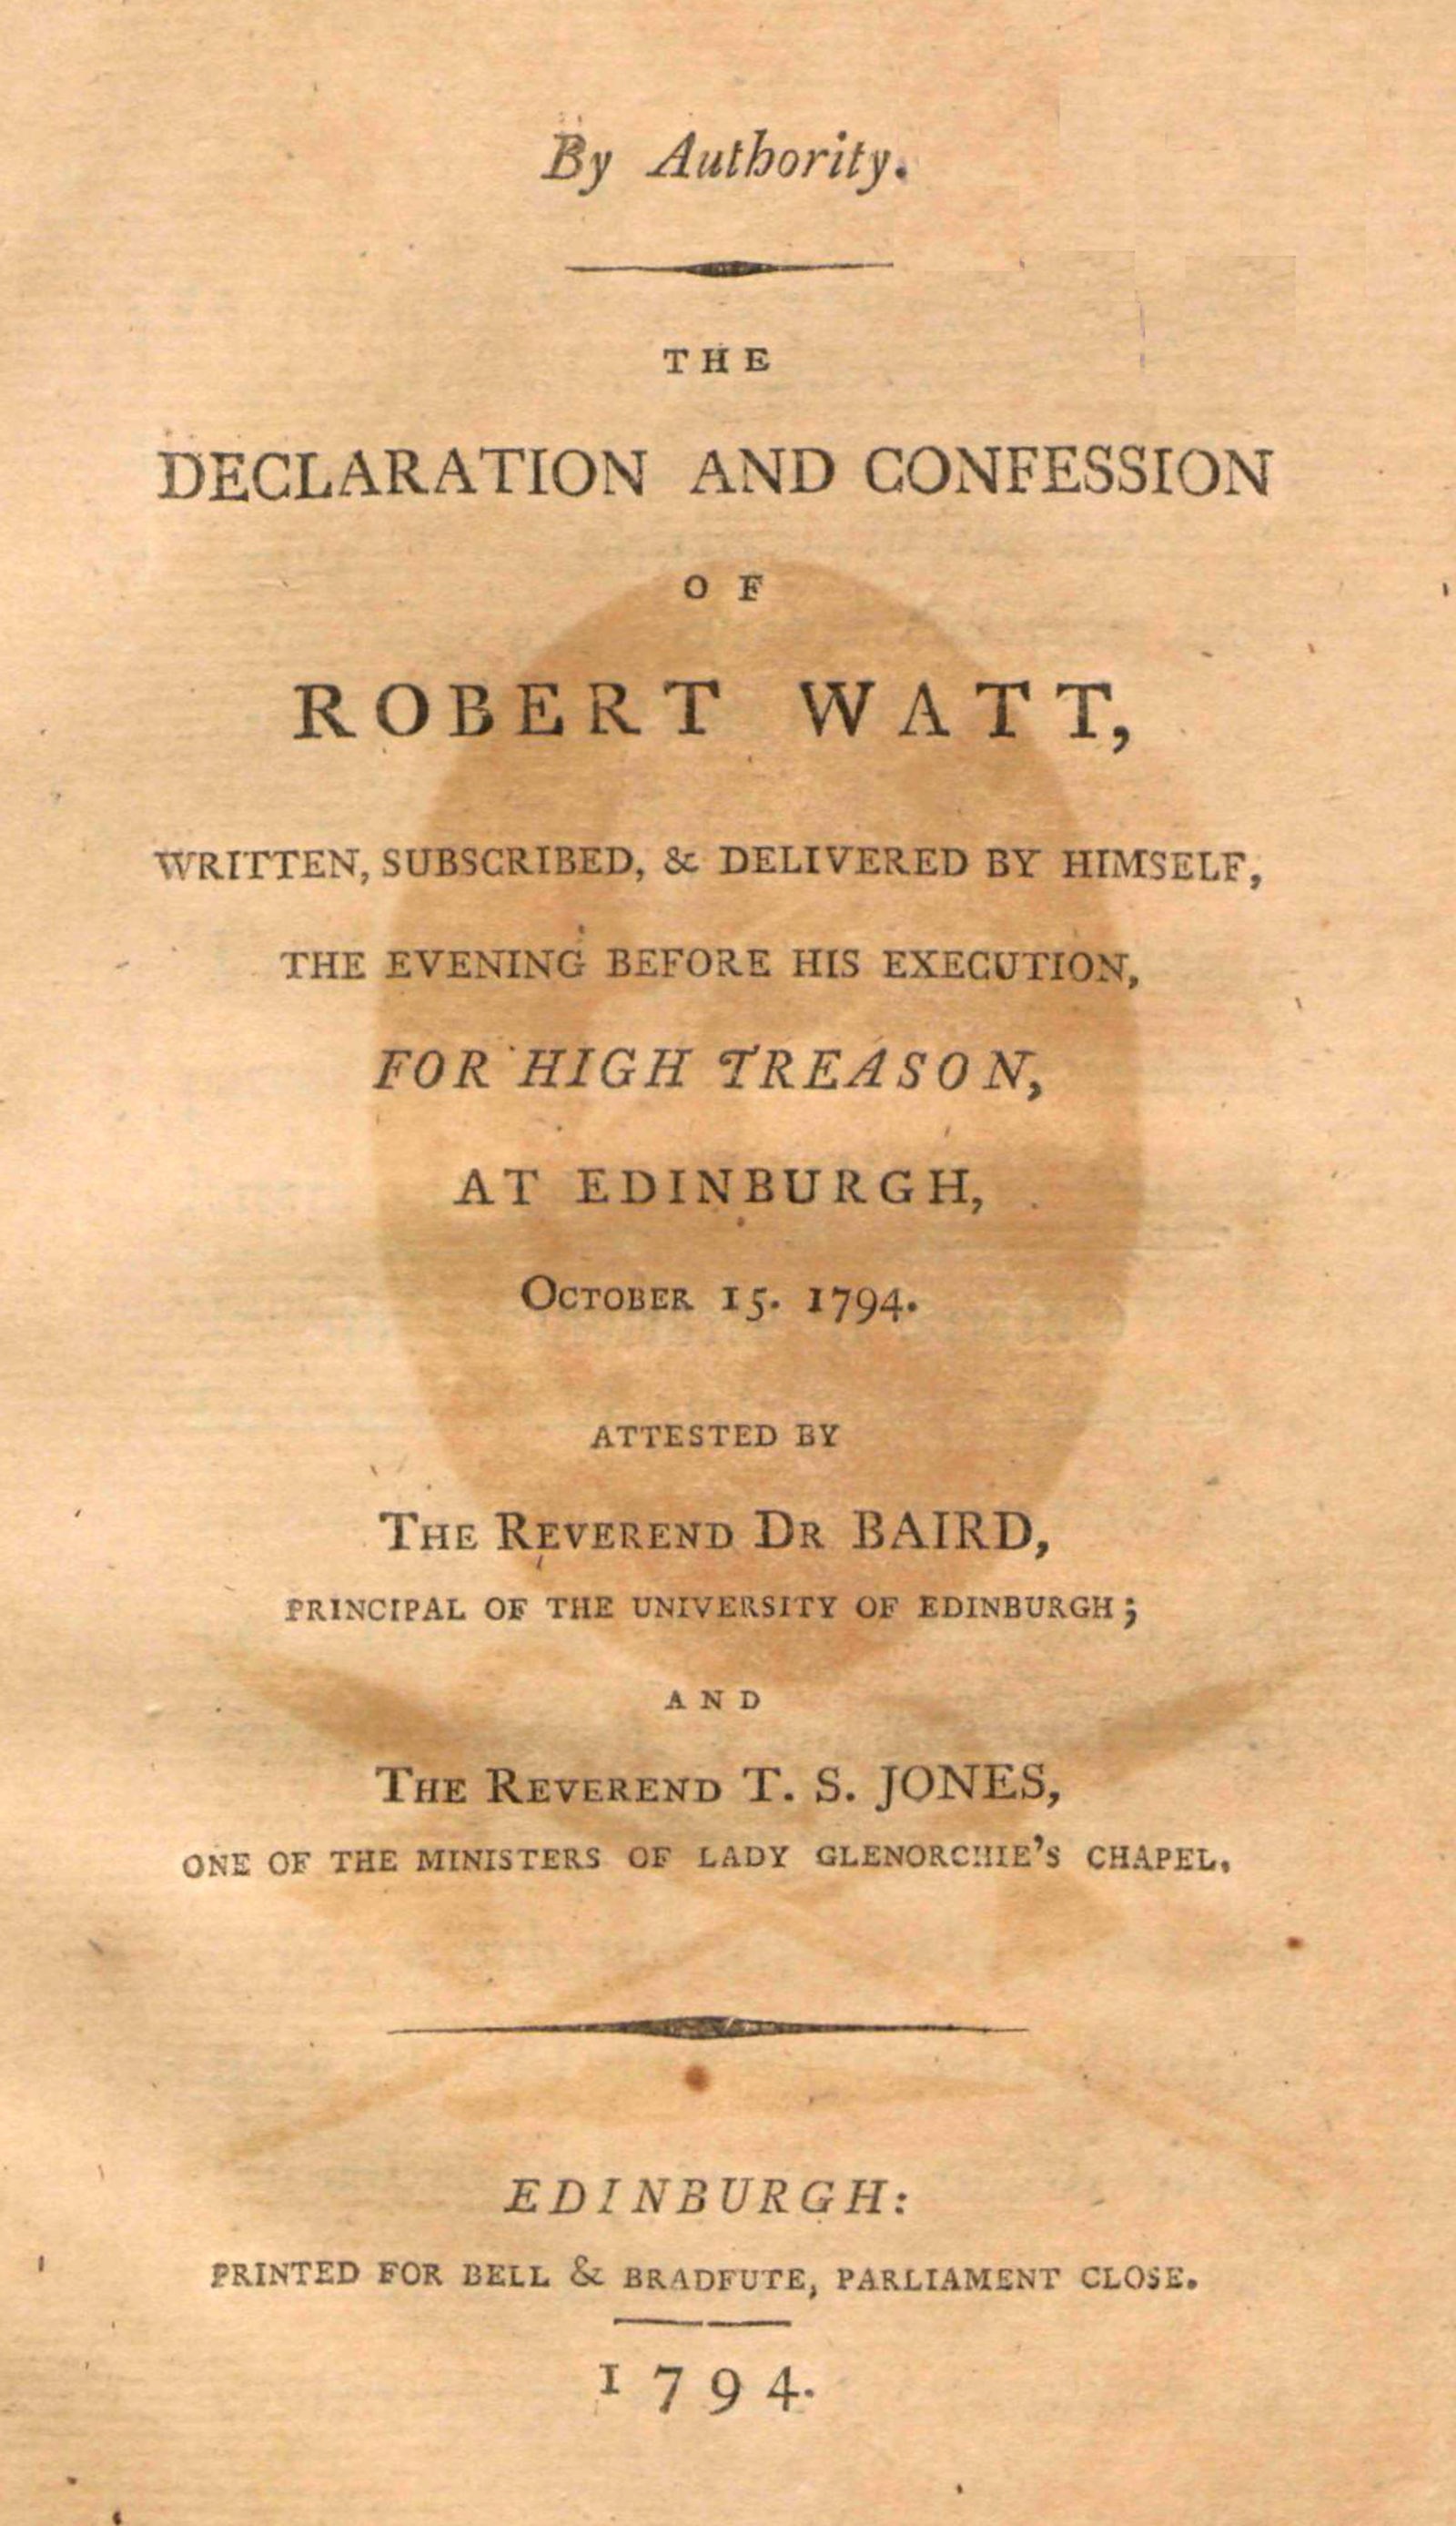 By Authority.
THE
DECLARATION AND CONFESSION
OF
ROBERT WATT,
WRITTEN, SUBSCRIBED, & DELIVERED BY HIMSELF,
THE EVENING BEFORE HIS EXECUTION,
FOR HIGH TREASON,
AT EDINBURGH,
OCTOBER 15. 1794.
ATTESTED BY
THE REVEREND DR BAIRD,
PRINCIPAL OF THE UNIVERSITY OF EDINBURGH;
AND
THE REVEREND T. S. JONES,
ONE OF THE MINISTERS OF LADY GLENORCHIE'S CHAPEL.
EDINBURGH:
PRINTED FOR BELL & BRADFUTE, PARLIAMENT CLOSE.
1794.